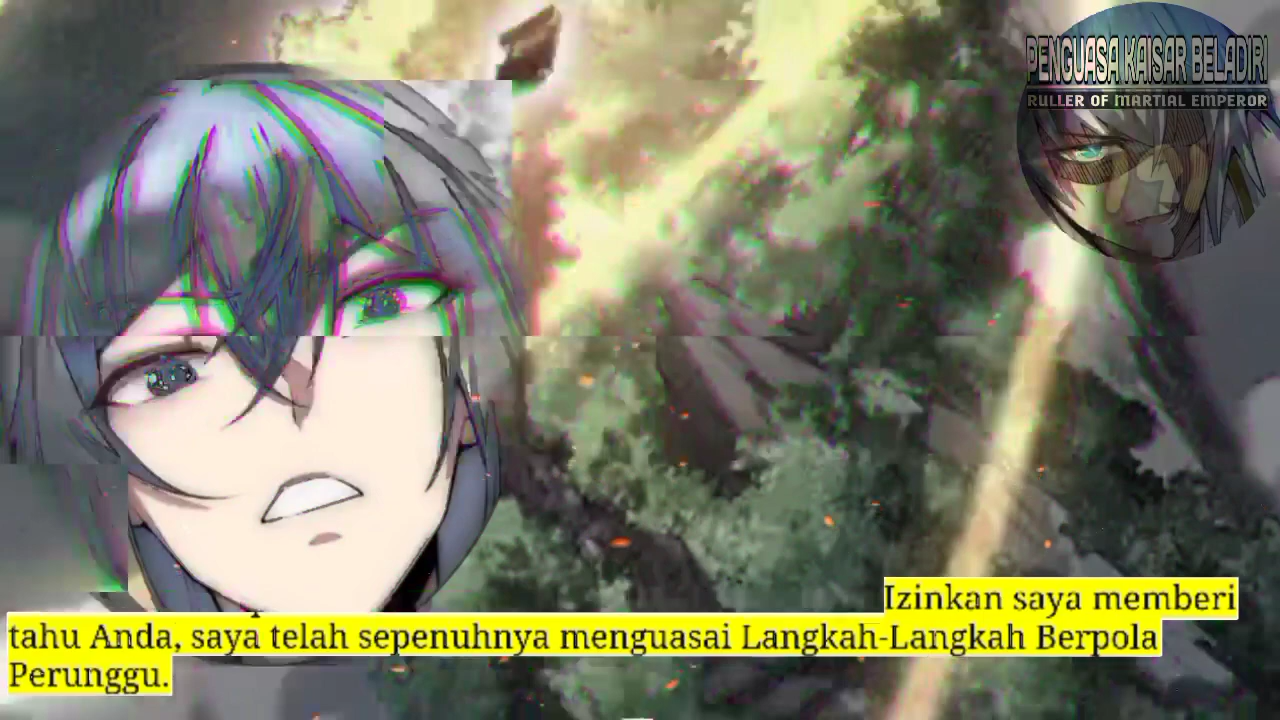 PENGUASA KAISAR BELADIRI
RULLER OF MARTIAL EMPEROR
Izinkan saya memberi
tahu Anda, saya telah sepenuhnya menguasai Langkah-Langkah Berpola
Perunggu.